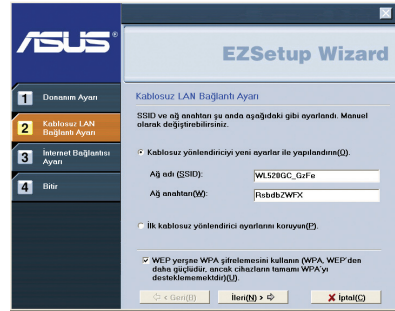 ASUS®
EZSetup Wizard
1 Donanım Ayarı
2 Kablosuz LAN
Bağlantı Ayarı
3 İnternet Bağlantısı
Ayarı
4 Bitir
Kablosuz LAN Bağlantı Ayarı
SSID ve ağ anahtarı şu anda aşağıdaki gibi ayarlandı. Manuel
olarak değiştirebilirsiniz.
Kablosuz yönlendiriciyi yeni ayarlar ile yapılandırın(O).
Ağ adı (SSID): WL520GC_GzFe
Ağ anahtarı(W): RsbdbZWFX
İlk kablosuz yönlendirici ayarlarını koruyun(P).
WEP yerşne WPA şifrelemesini kullanın (WPA, WEP'den
daha güçlüdür, ancak cihazların tamamı WPA'yı
desteklememektdir)(U).
< Geri(B) İleri(N) > İptal(C)